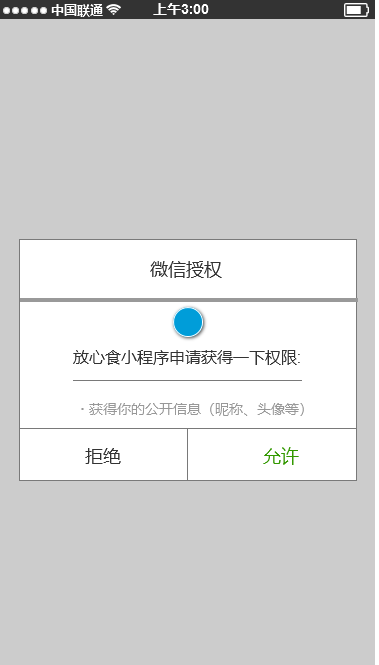 中国联通 上午3:00
微信授权
放心食小程序申请获得一下权限:
· 获得你的公开信息（昵称、头像等）
拒绝 允许